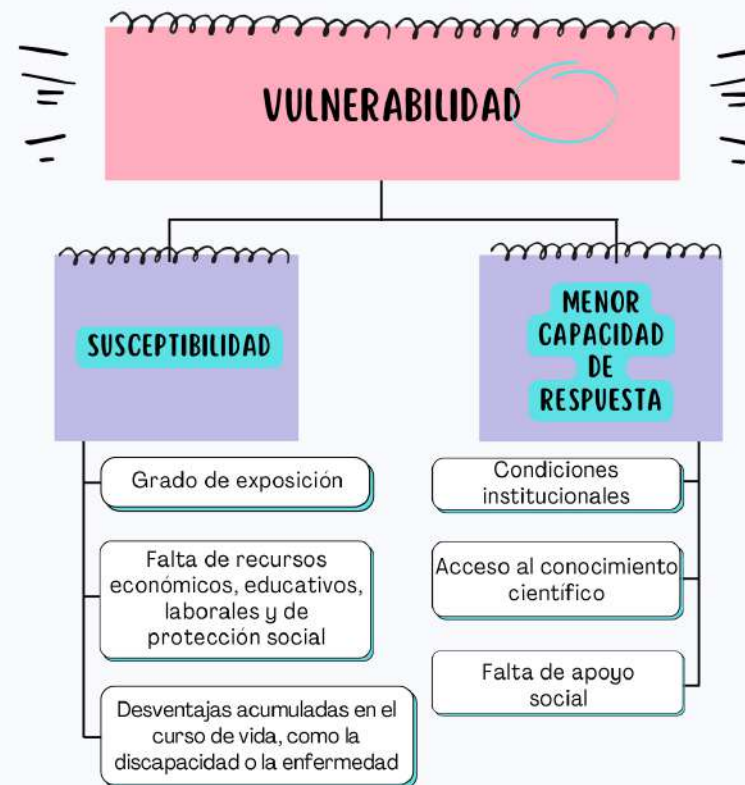 VULNERABILIDAD
SUSCEPTIBILIDAD
Grado de exposición
Falta de recursos
económicos, educativos,
laborales y de
protección social
Desventajas acumuladas en el
curso de vida, como la
discapacidad o la enfermedad
MENOR
CAPACIDAD
DE
RESPUESTA
Condiciones
institucionales
Acceso al conocimiento
científico
Falta de apoyo
social